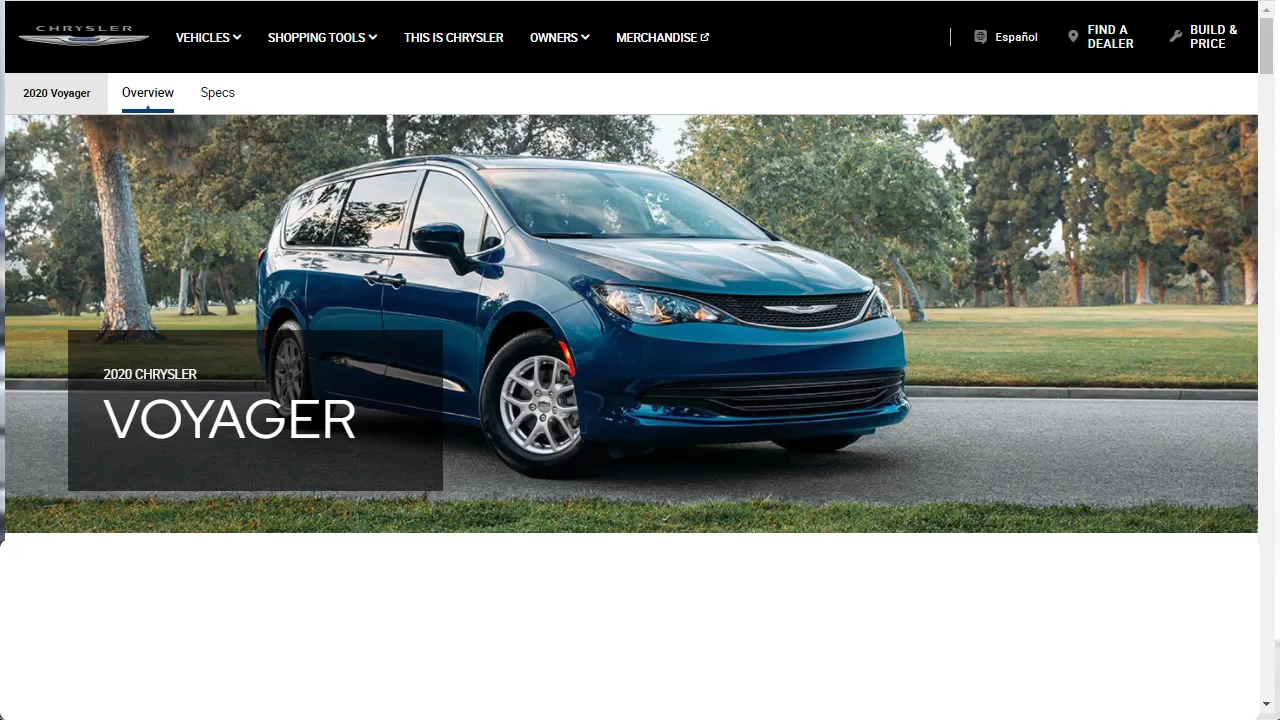 CHRYSLER
VEHICLES
SHOPPING TOOLS
THIS IS CHRYSLER
OWNERS
MERCHANDISE
Español
FIND A
DEALER
BUILD &
PRICE
2020 Voyager
Overview
Specs
2020 CHRYSLER
VOYAGER